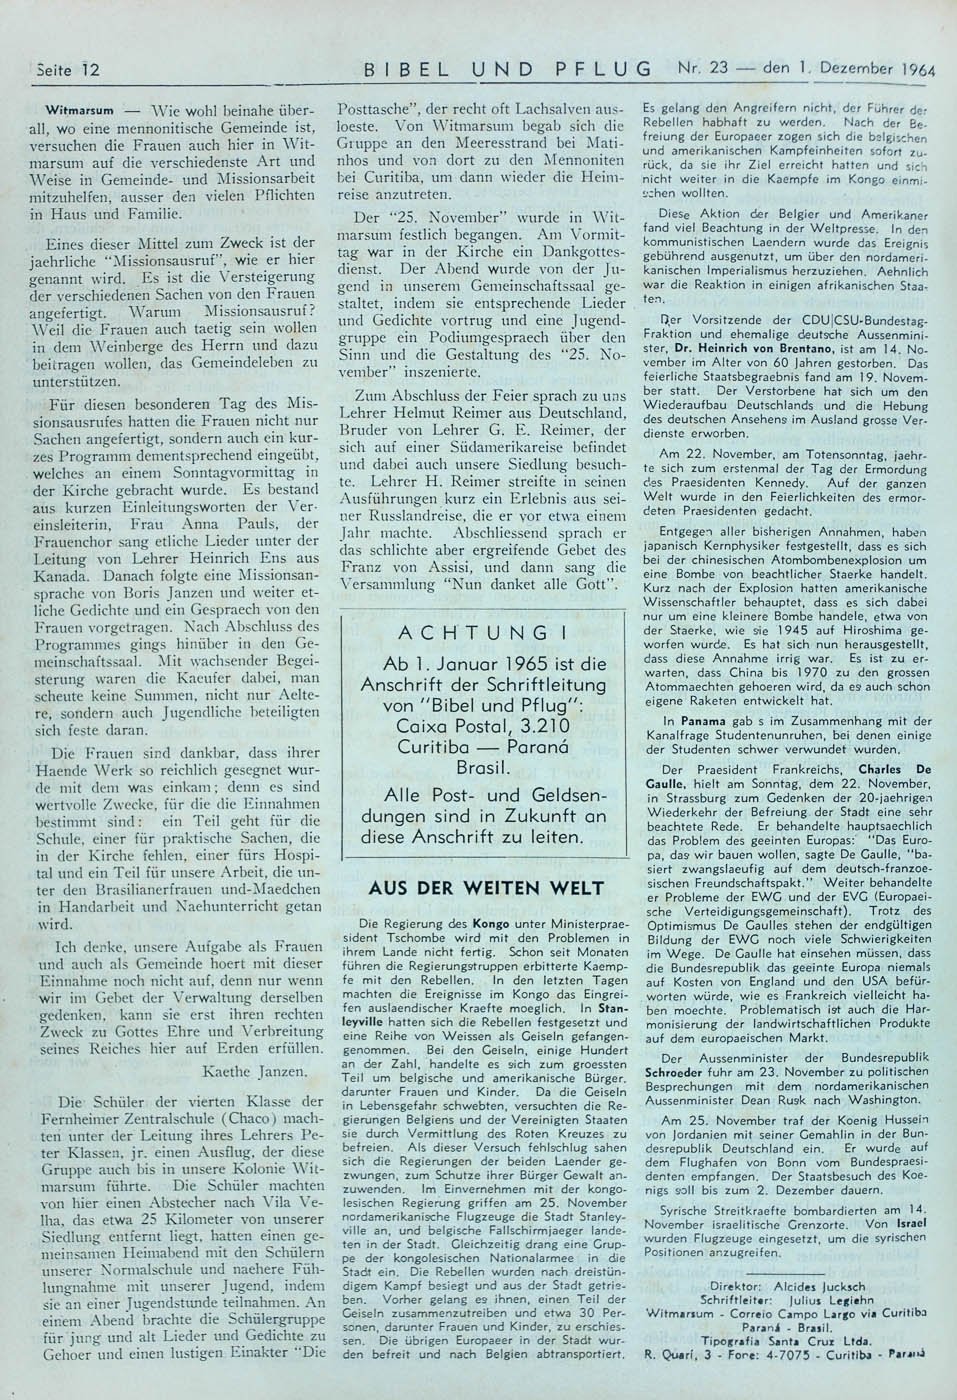 Seite 12
BIBEL UND PFLUG
Nr. 23 — den 1. Dezember 1964
Witmarsum — Wie wohl beinahe über-
all, wo eine mennonitische Gemeinde ist,
versuchen die Frauen auch hier in Wit-
marsum auf die verschiedenste Art und
Weise in Gemeinde- und Missionsarbeit
mitzuhelfen, ausser den vielen Pflichten
in Haus und Familie.
Eines dieser Mittel zum Zweck ist der
jaehrliche "Missionsausruf", wie er hier
genannt wird. Es ist die Versteigerung
der verschiedenen Sachen von den Frauen
angefertigt. Warum Missionsausruf?
Weil die Frauen auch taetig sein wollen
in dem Weinberge des Herrn und dazu
beitragen wollen, das Gemeindeleben zu
unterstützen.
Für diesen besonderen Tag des Mis-
sionsausrufes hatten die Frauen nicht nur
Sachen angefertigt, sondern auch ein kur-
zes Programm dementsprechend eingeübt,
welches an einem Sonntagvormittag in
der Kirche gebracht wurde. Es bestand
aus kurzen Einleitungsworten der Ver-
einsleiterin, Frau Anna Pauls, der
Frauenchor sang etliche Lieder unter der
Leitung von Lehrer Heinrich Ens aus
Kanada. Danach folgte eine Missionsan-
sprache von Boris Janzen und weiter et-
liche Gedichte und ein Gespraech von den
Frauen vorgetragen. Nach Abschluss des
Programmes gings hinüber in den Ge-
meinschaftssaal. Mit wachsender Begei-
sterung waren die Kaeufer dabei, man
scheute keine Summen, nicht nur Aelte-
re, sondern auch Jugendliche beteiligten
sich feste daran.
Die Frauen sind dankbar, dass ihrer
Haende Werk so reichlich gesegnet wur-
de mit dem was einkam; denn es sind
wertvolle Zwecke, für die die Einnahmen
bestimmt sind: ein Teil geht für die
Schule, einer für praktische Sachen, die
in der Kirche fehlen, einer fürs Hospi-
tal und ein Teil für unsere Arbeit, die un-
ter den Brasilianerfrauen und-Maedchen
in Handarbeit und Naehunterricht getan
wird.
Ich denke, unsere Aufgabe als Frauen
und auch als Gemeinde hoert mit dieser
Einnahme noch nicht auf, denn nur wenn
wir im Gebet der Verwaltung derselben
gedenken, kann sie erst ihren rechten
Zweck zu Gottes Ehre und Verbreitung
seines Reiches hier auf Erden erfüllen.
Kaethe Janzen.
Die Schüler der vierten Klasse der
Fernheimer Zentralschule (Chaco) mach-
ten unter der Leitung ihres Lehrers Pe-
ter Klassen, jr. einen Ausflug, der diese
Gruppe auch bis in unsere Kolonie Wit-
marsum führte. Die Schüler machten
von hier einen Abstecher nach Vila Ve-
lha, das etwa 25 Kilometer von unserer
Siedlung entfernt liegt, hatten einen ge-
meinsamen Heimabend mit den Schülern
unserer Normalschule und naehere Füh-
lungnahme mit unserer Jugend, indem
sie an einer Jugendstunde teilnahmen. An
einem Abend brachte die Schülergruppe
für jung und alt Lieder und Gedichte zu
Gehoer und einen lustigen Einakter "Die
Posttasche", der recht oft Lachsalven aus-
loeste. Von Witmarsum begab sich die
Gruppe an den Meeresstrand bei Mati-
nhos und von dort zu den Mennoniten
bei Curitiba, um dann wieder die Heim-
reise anzutreten.
Der "25. November" wurde in Wit-
marsum festlich begangen. Am Vormit-
tag war in der Kirche ein Dankgottes-
dienst. Der Abend wurde von der Ju-
gend in unserem Gemeinschaftssaal ge-
staltet, indem sie entsprechende Lieder
und Gedichte vortrug und eine Jugend-
gruppe ein Podiumgespraech über den
Sinn und die Gestaltung des "25. No-
vember" inszenierte.
Zum Abschluss der Feier sprach zu uns
Lehrer Helmut Reimer aus Deutschland,
Bruder von Lehrer G. E. Reimer, der
sich auf einer Südamerikareise befindet
und dabei auch unsere Siedlung besuch-
te. Lehrer H. Reimer streifte in seinen
Ausführungen kurz ein Erlebnis aus sei-
ner Russlandreise, die er vor etwa einem
Jahr machte. Abschliessend sprach er
das schlichte aber ergreifende Gebet des
Franz von Assisi, und dann sang die
Versammlung "Nun danket alle Gott".
ACHTUNG !
Ab 1. Januar 1965 ist die
Anschrift der Schriftleitung
von "Bibel und Pflug":
Caixa Postal, 3.210
Curitiba — Paraná
Brasil.
Alle Post- und Geldsen-
dungen sind in Zukunft an
diese Anschrift zu leiten.
AUS DER WEITEN WELT
Die Regierung des Kongo unter Ministerprae-
sident Tschombe wird mit den Problemen in
ihrem Lande nicht fertig. Schon seit Monaten
führen die Regierungstruppen erbitterte Kaemp-
fe mit den Rebellen. In den letzten Tagen
machten die Ereignisse im Kongo das Eingrei-
fen auslaendischer Kraefte moeglich. In Stan-
leyville hatten sich die Rebellen festgesetzt und
eine Reihe von Weissen als Geiseln gefangen-
genommen. Bei den Geiseln, einige Hundert
an der Zahl, handelte es sich zum groessten
Teil um belgische und amerikanische Bürger,
darunter Frauen und Kinder. Da die Geiseln
in Lebensgefahr schwebten, versuchten die Re-
gierungen Belgiens und der Vereinigten Staaten
sie durch Vermittlung des Roten Kreuzes zu
befreien. Als dieser Versuch fehlschlug sahen
sich die Regierungen der beiden Laender ge-
zwungen, zum Schutze ihrer Bürger Gewalt an-
zuwenden. Im Einvernehmen mit der kongo-
lesischen Regierung griffen am 25. November
nordamerikanische Flugzeuge die Stadt Stanley-
ville an, und belgische Fallschirmjaeger lande-
ten in der Stadt. Gleichzeitig drang eine Grup-
pe der kongolesischen Nationalarmee in die
Stadt ein. Die Rebellen wurden nach dreistün-
digem Kampf besiegt und aus der Stadt getrie-
ben. Vorher gelang es ihnen, einen Teil der
Geiseln zusammenzutreiben und etwa 30 Per-
sonen, darunter Frauen und Kinder, zu erschies-
sen. Die übrigen Europaeer in der Stadt wur-
den befreit und nach Belgien abtransportiert.
Es gelang den Angreifern nicht, der Führer der
Rebellen habhaft zu werden. Nach der Be-
freiung der Europaeer zogen sich die belgischen
und amerikanischen Kampfeinheiten sofort zu-
rück, da sie ihr Ziel erreicht hatten und sich
nicht weiter in die Kaempfe im Kongo einmi-
schen wollten.
Diese Aktion der Belgier und Amerikaner
fand viel Beachtung in der Weltpresse. In den
kommunistischen Laendern wurde das Ereignis
gebührend ausgenutzt, um über den nordameri-
kanischen Imperialismus herzuziehen. Aehnlich
war die Reaktion in einigen afrikanischen Staa-
ten.
Der Vorsitzende der CDU|CSU-Bundestag-
Fraktion und ehemalige deutsche Aussenmini-
ster, Dr. Heinrich von Brentano, ist am 14. No-
vember im Alter von 60 Jahren gestorben. Das
feierliche Staatsbegraebnis fand am 19. Novem-
ber statt. Der Verstorbene hat sich um den
Wiederaufbau Deutschlands und die Hebung
des deutschen Ansehens im Ausland grosse Ver-
dienste erworben.
Am 22. November, am Totensonntag, jaehr-
te sich zum erstenmal der Tag der Ermordung
des Praesidenten Kennedy. Auf der ganzen
Welt wurde in den Feierlichkeiten des ermor-
deten Praesidenten gedacht.
Entgegen aller bisherigen Annahmen, haben
japanisch Kernphysiker festgestellt, dass es sich
bei der chinesischen Atombombenexplosion um
eine Bombe von beachtlicher Staerke handelt.
Kurz nach der Explosion hatten amerikanische
Wissenschaftler behauptet, dass es sich dabei
nur um eine kleinere Bombe handele, etwa von
der Staerke, wie sie 1945 auf Hiroshima ge-
worfen wurde. Es hat sich nun herausgestellt,
dass diese Annahme irrig war. Es ist zu er-
warten, dass China bis 1970 zu den grossen
Atommaechten gehoeren wird, da es auch schon
eigene Raketen entwickelt hat.
In Panama gab s im Zusammenhang mit der
Kanalfrage Studentenunruhen, bei denen einige
der Studenten schwer verwundet wurden.
Der Praesident Frankreichs, Charles De
Gaulle, hielt am Sonntag, dem 22. November,
in Strassburg zum Gedenken der 20-jaehrigen
Wiederkehr der Befreiung der Stadt eine sehr
beachtete Rede. Er behandelte hauptsaechlich
das Problem des geeinten Europas: "Das Euro-
pa, das wir bauen wollen, sagte De Gaulle, "ba-
siert zwangslaeufig auf dem deutsch-franzoe-
sischen Freundschaftspakt." Weiter behandelte
er Probleme der EWG und der EVG (Europaei-
sche Verteidigungsgemeinschaft). Trotz des
Optimismus De Gaulles stehen der endgültigen
Bildung der EWG noch viele Schwierigkeiten
im Wege. De Gaulle hat einsehen müssen, dass
die Bundesrepublik das geeinte Europa niemals
auf Kosten von England und den USA befür-
worten würde, wie es Frankreich vielleicht ha-
ben moechte. Problematisch ist auch die Har-
monisierung der landwirtschaftlichen Produkte
auf dem europaeischen Markt.
Der Aussenminister der Bundesrepublik
Schroeder fuhr am 23. November zu politischen
Besprechungen mit dem nordamerikanischen
Aussenminister Dean Rusk nach Washington.
Am 25. November traf der Koenig Hussein
von Jordanien mit seiner Gemahlin in der Bun-
desrepublik Deutschland ein. Er wurde auf
dem Flughafen von Bonn vom Bundespraesi-
denten empfangen. Der Staatsbesuch des Koe-
nigs soll bis zum 2. Dezember dauern.
Syrische Streitkraefte bombardierten am 14.
November israelitische Grenzorte. Von Israel
wurden Flugzeuge eingesetzt, um die syrischen
Positionen anzugreifen.
Direktor: Alcides Jucksch
Schriftleiter: Julius Legiehn
Witmarsum - Correio Campo Largo via Curitiba
Paraná - Brasil.
Tipografia Santa Cruz Ltda.
R. Quarí, 3 - Fone: 4-7075 - Curitiba - Paraná